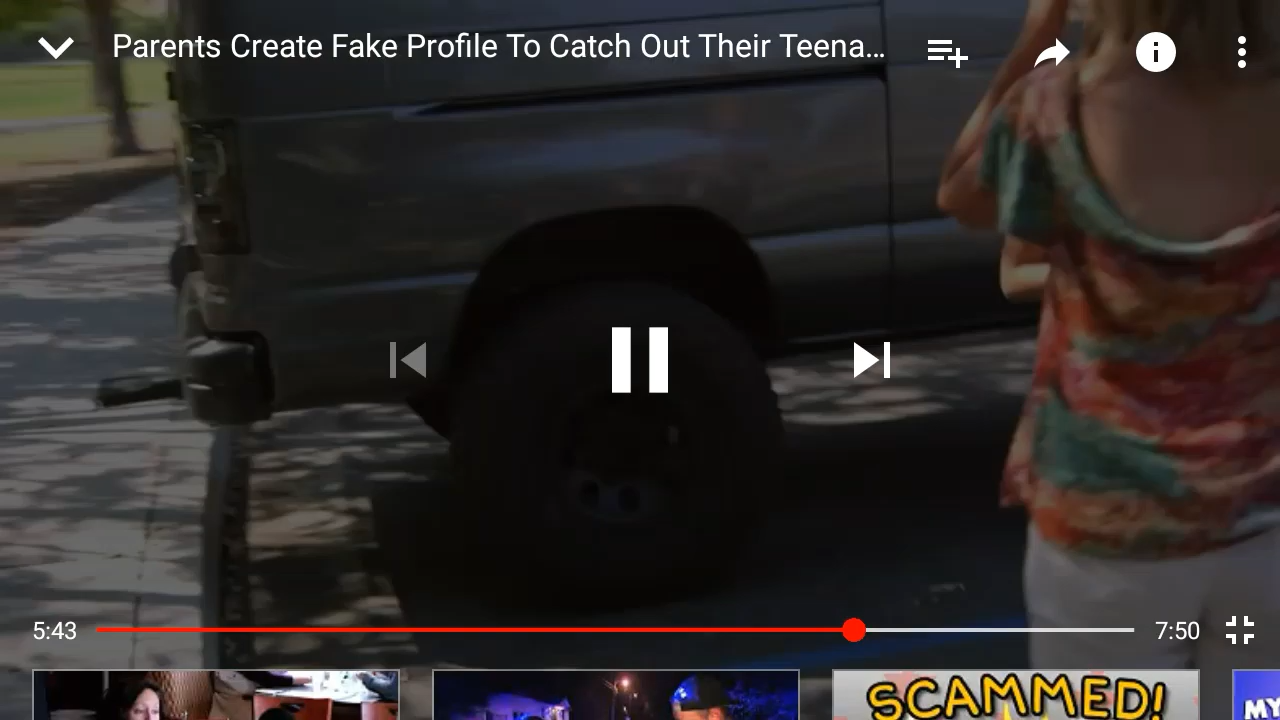 Parents Create Fake Profile To Catch Out Their Teena...
5:43
7:50
SCAMMED!
MY